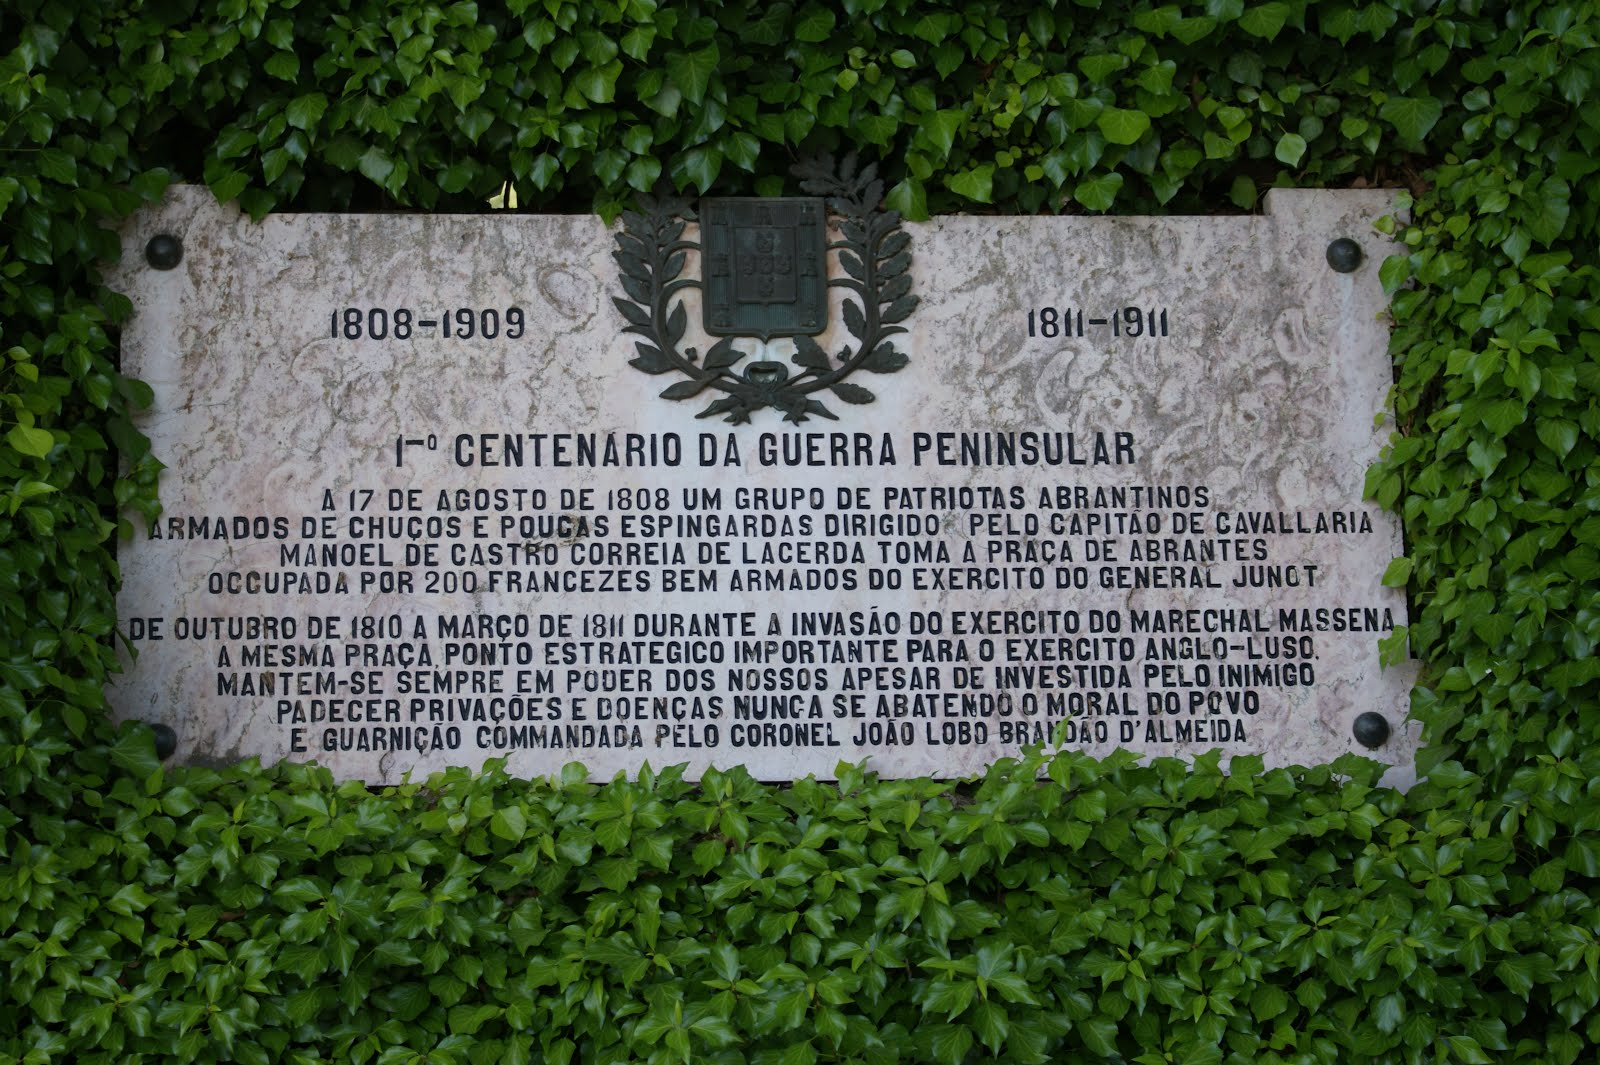 1808-1909
1811-1911
1º CENTENARIO DA GUERRA PENINSULAR
A 17 DE AGOSTO DE 1808 UM GRUPO DE PATRIOTAS ABRANTINOS
ARMADOS DE CHUÇOS E POUCAS ESPINGARDAS DIRIGIDO PELO CAPITÃO DE CAVALLARIA
MANOEL DE CASTRO CORREIA DE LACERDA TOMA A PRAÇA DE ABRANTES
OCCUPADA POR 200 FRANCEZES BEM ARMADOS DO EXERCITO DO GENERAL JUNOT
DE OUTUBRO DE 1810 A MARÇO DE 1811 DURANTE A INVASÃO DO EXERCITO DO MARECHAL MASSENA
A MESMA PRAÇA, PONTO ESTRATEGICO IMPORTANTE PARA O EXERCITO ANGLO-LUSO,
MANTEM-SE SEMPRE EM PODER DOS NOSSOS APESAR DE INVESTIDA PELO INIMIGO
PADECER PRIVAÇÕES E DOENÇAS NUNCA SE ABATENDO O MORAL DO POVO
E GUARNIÇÃO COMMANDADA PELO CORONEL JOÃO LOBO BRANDÃO D'ALMEIDA